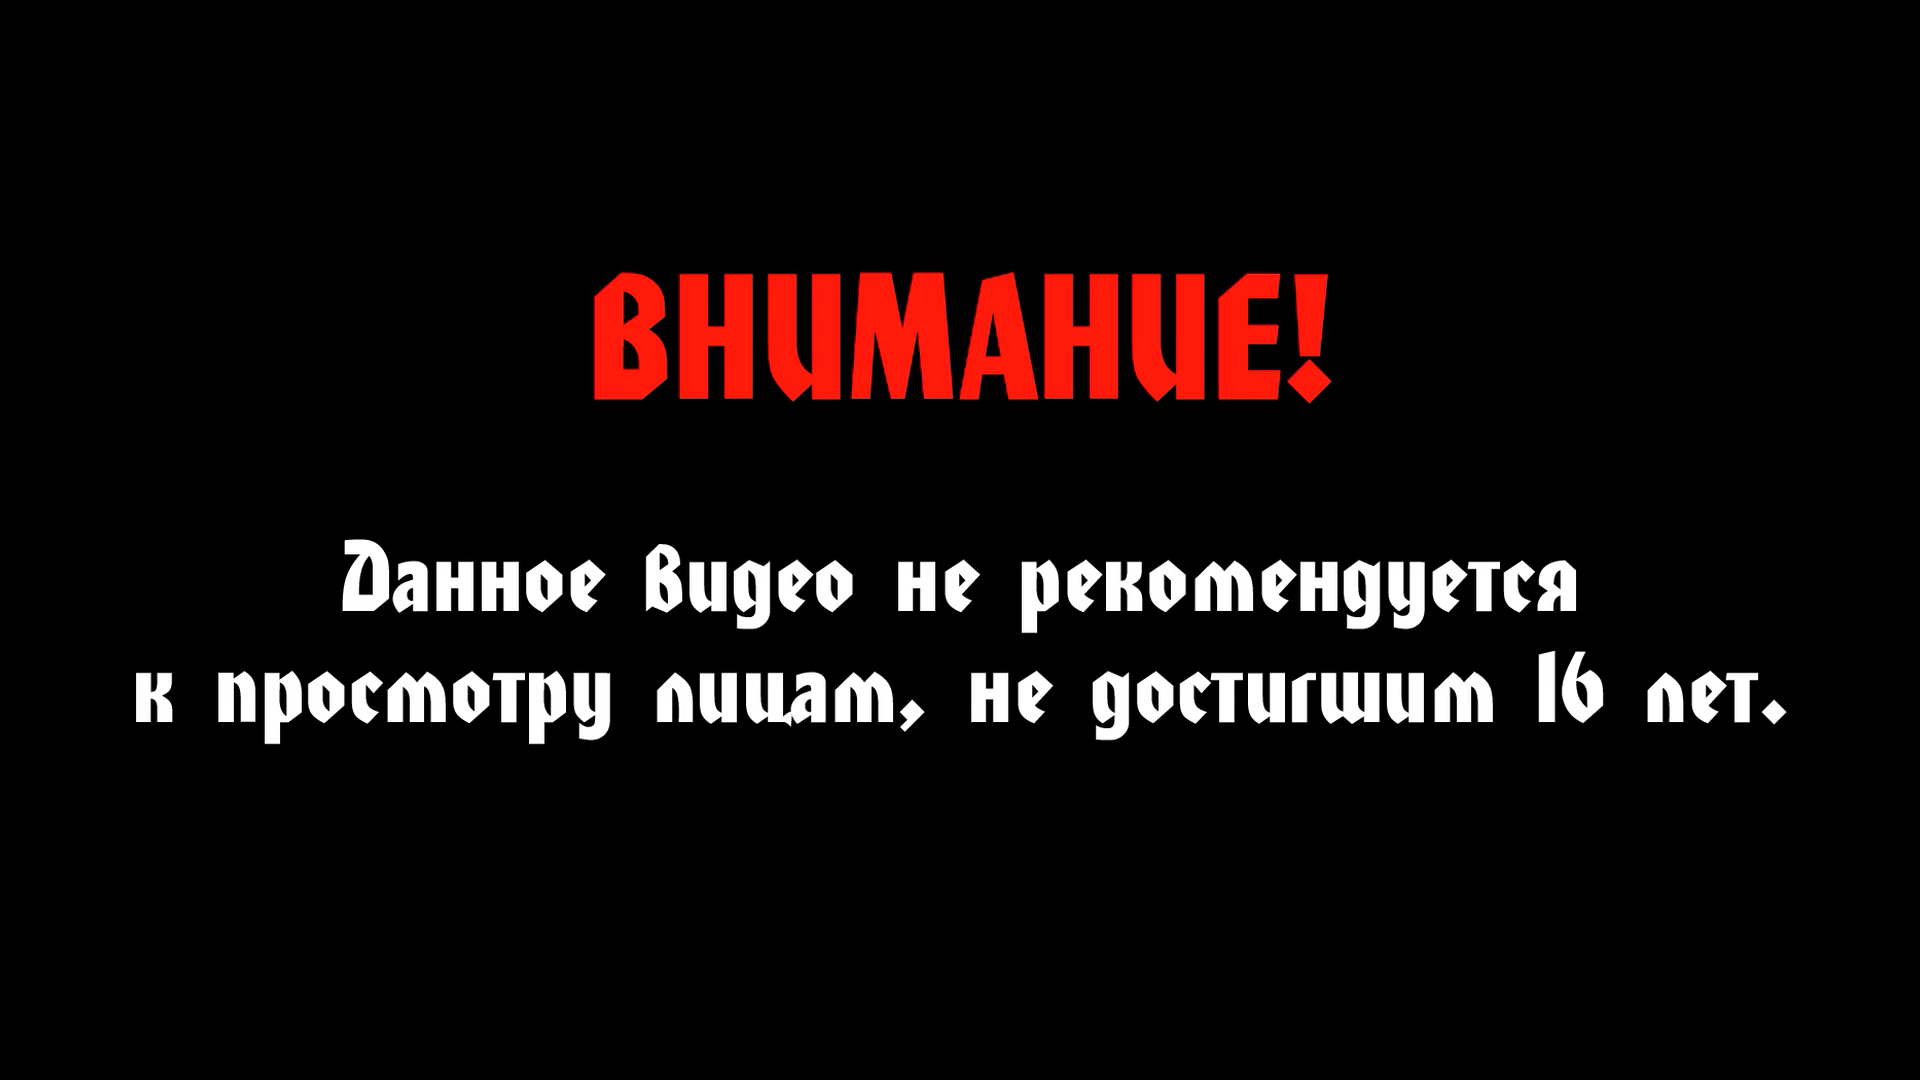 ВНИМАНИЕ!
Данное видео не рекомендуется
к просмотру лицам, не достигшим 16 лет.